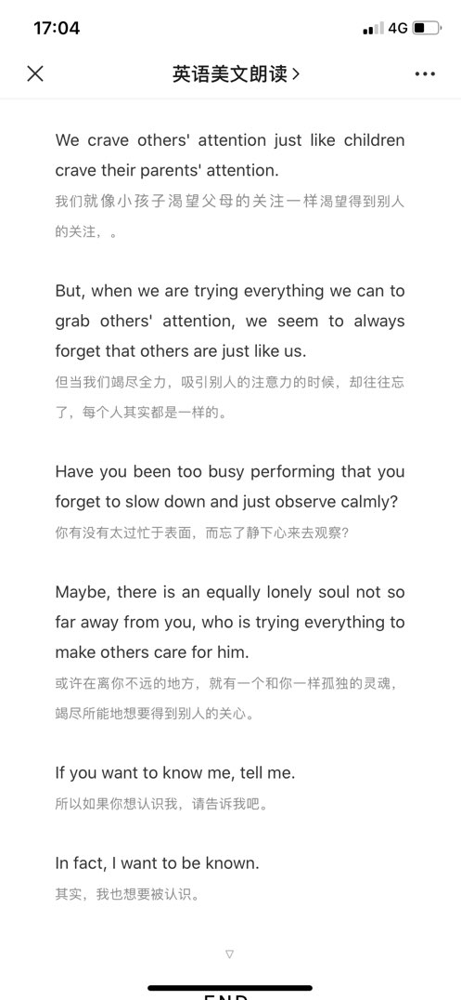 17:04
4G
英语美文朗读
We crave others' attention just like children
crave their parents' attention.
我们就像小孩子渴望父母的关注一样渴望得到别人
的关注，。
But, when we are trying everything we can to
grab others' attention, we seem to always
forget that others are just like us.
但当我们竭尽全力，吸引别人的注意力的时候，却往往忘
了，每个人其实都是一样的。
Have you been too busy performing that you
forget to slow down and just observe calmly?
你有没有太过忙于表面，而忘了静下心来去观察？
Maybe, there is an equally lonely soul not so
far away from you, who is trying everything to
make others care for him.
或许在离你不远的地方，就有一个和你一样孤独的灵魂，
竭尽所能地想要得到别人的关心。
If you want to know me, tell me.
所以如果你想认识我，请告诉我吧。
In fact, I want to be known.
其实，我也想要被认识。
END